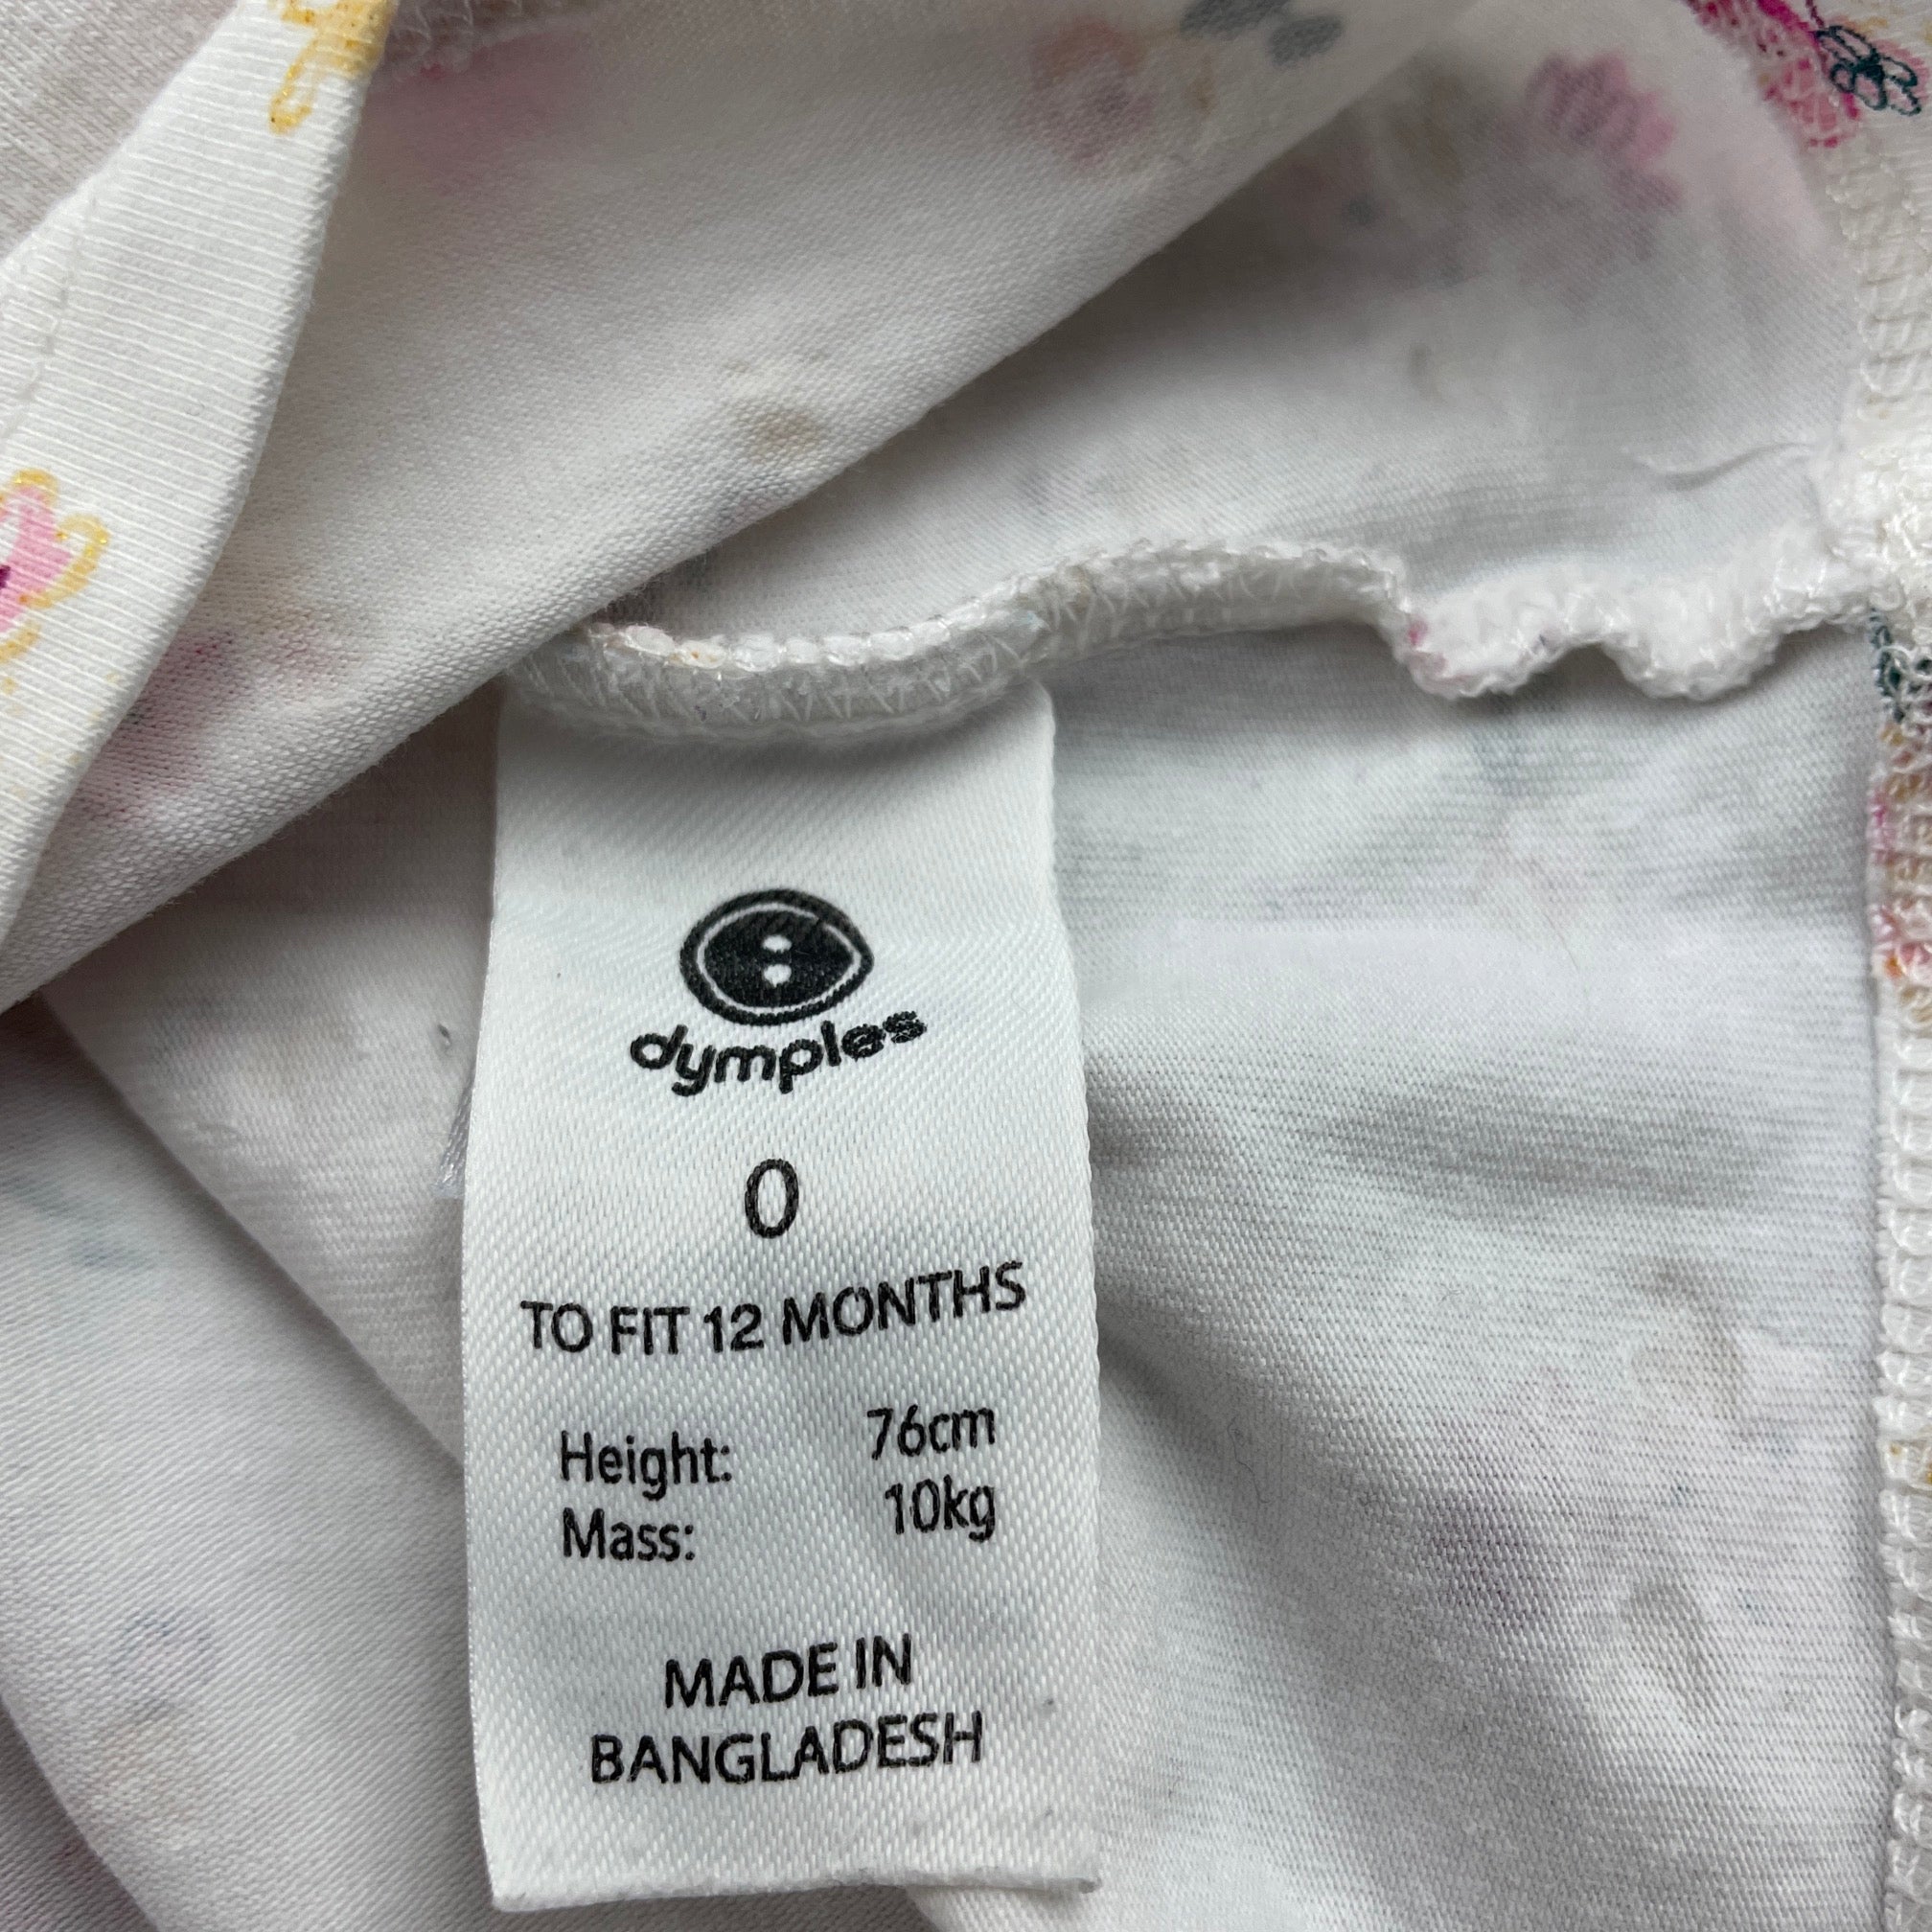 dymples
0
TO FIT 12 MONTHS
Height: 76cm
Mass: 10kg
MADE IN
BANGLADESH